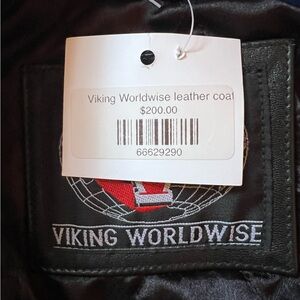 Viking Worldwise leather coat
$200.00
66629290
VIKING WORLDWISE